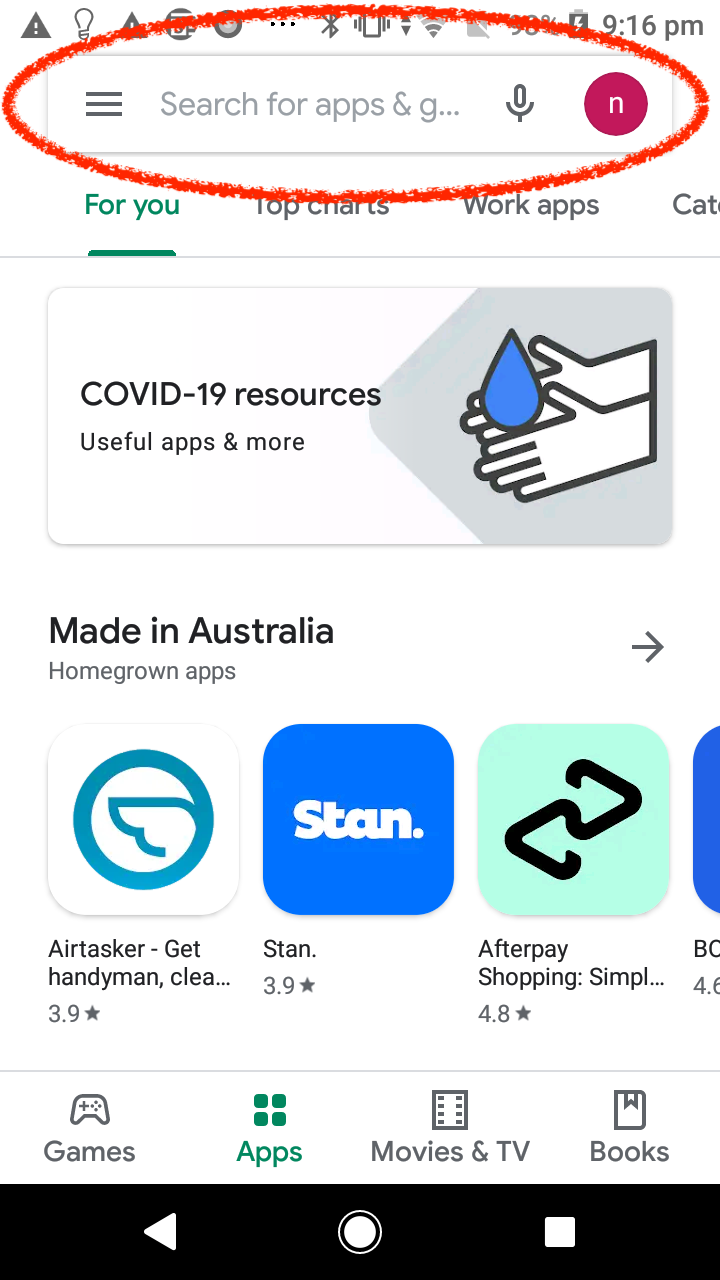 9:16 pm
Search for apps & g...
n
For you
Top charts
Work apps
Cat
COVID-19 resources
Useful apps & more
Made in Australia
Homegrown apps
Stan.
Airtasker - Get
handyman, clea...
3.9★
Stan.
3.9★
Afterpay
Shopping: Simpl...
4.8★
4.6
Games
Apps
Movies & TV
Books